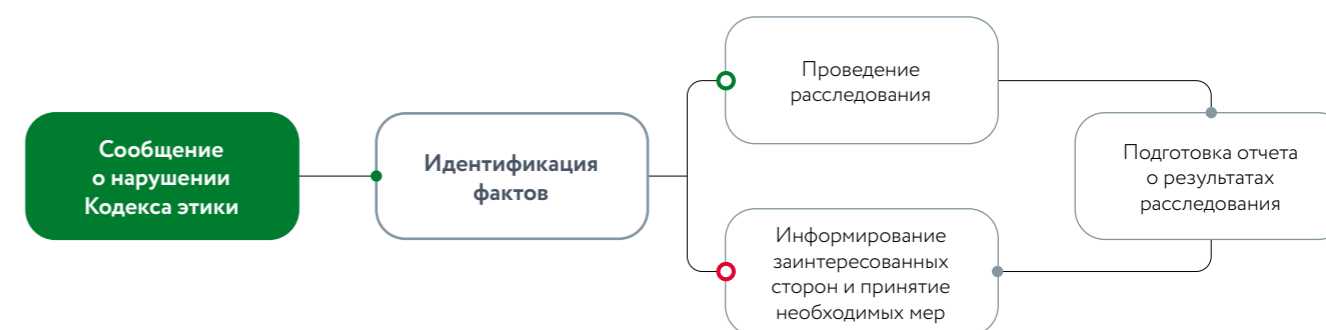 Сообщение
о нарушении
Кодекса этики
Идентификация
фактов
Проведение
расследования
Информирование
заинтересованных
сторон и принятие
необходимых мер
Подготовка отчета
о результатах
расследования